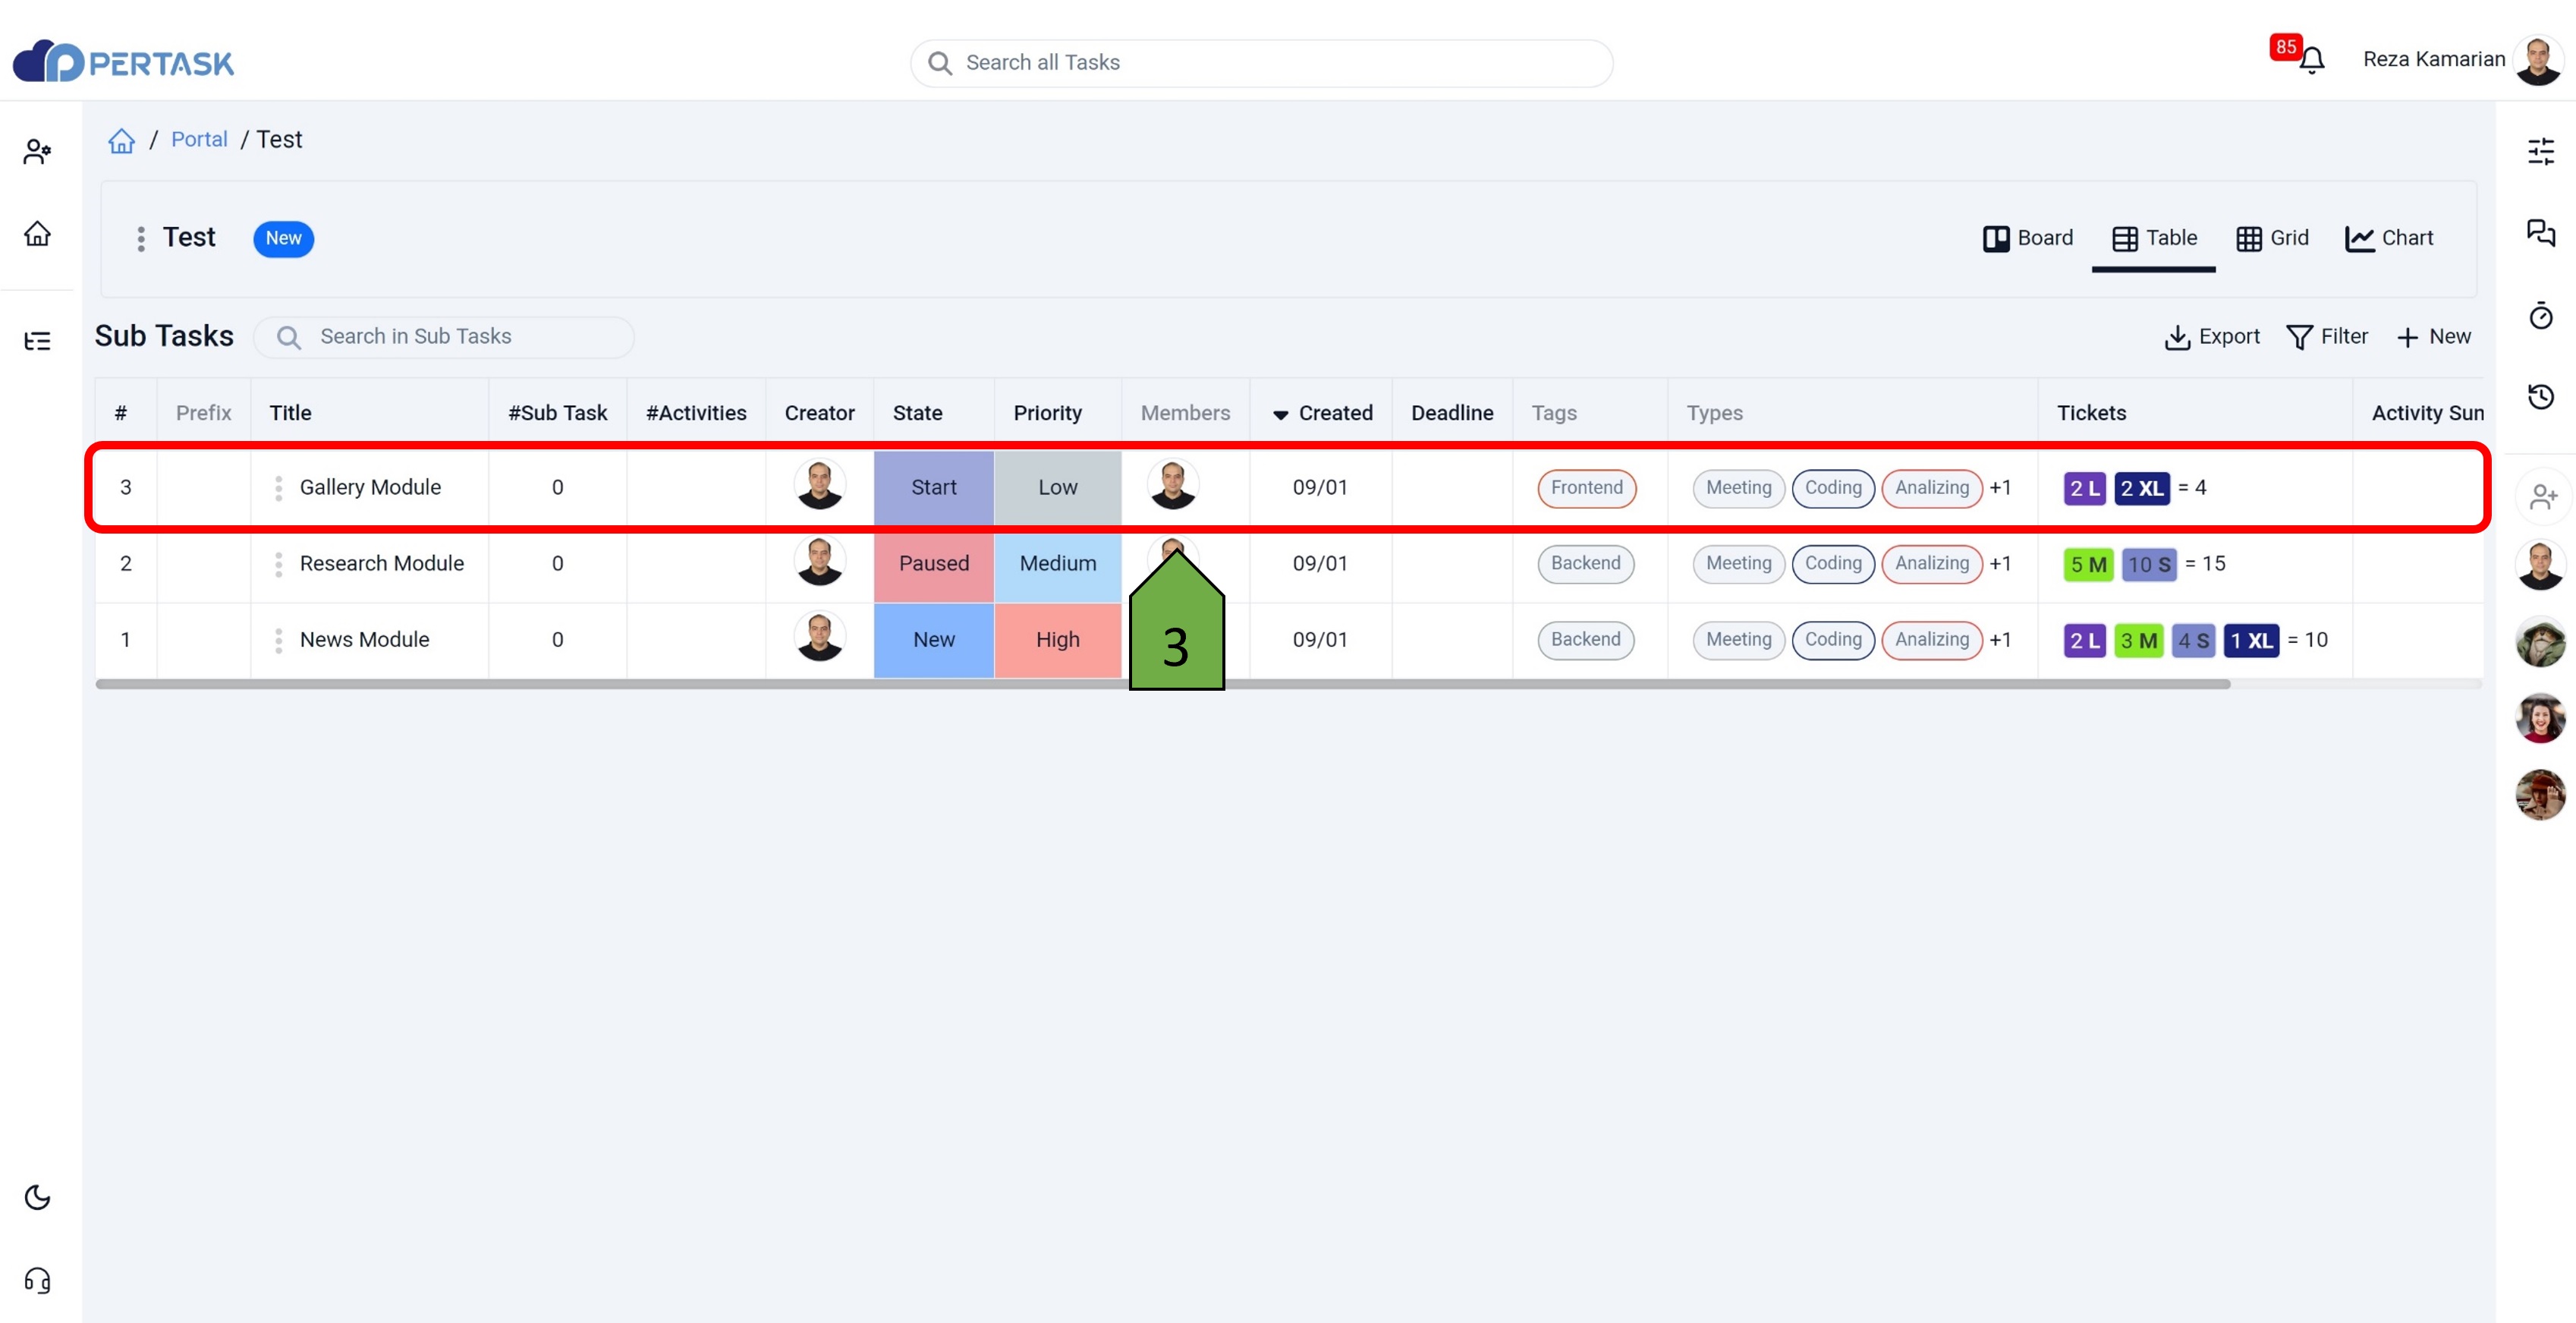 PERTASK
Search all Tasks
85
Reza Kamarian
/ Portal / Test
Test New
Board Table Grid Chart
Sub Tasks
Search in Sub Tasks
Export Filter + New
# Prefix Title #Sub Task #Activities Creator State Priority Members Created Deadline Tags Types Tickets Activity Sun
3 Gallery Module 0 Start Low 09/01 Frontend Meeting Coding Analizing +1 2 L 2 XL = 4
2 Research Module 0 Paused Medium 09/01 Backend Meeting Coding Analizing +1 5 M 10 S = 15
1 News Module 0 New High 09/01 Backend Meeting Coding Analizing +1 2 L 3 M 4 S 1 XL = 10
3